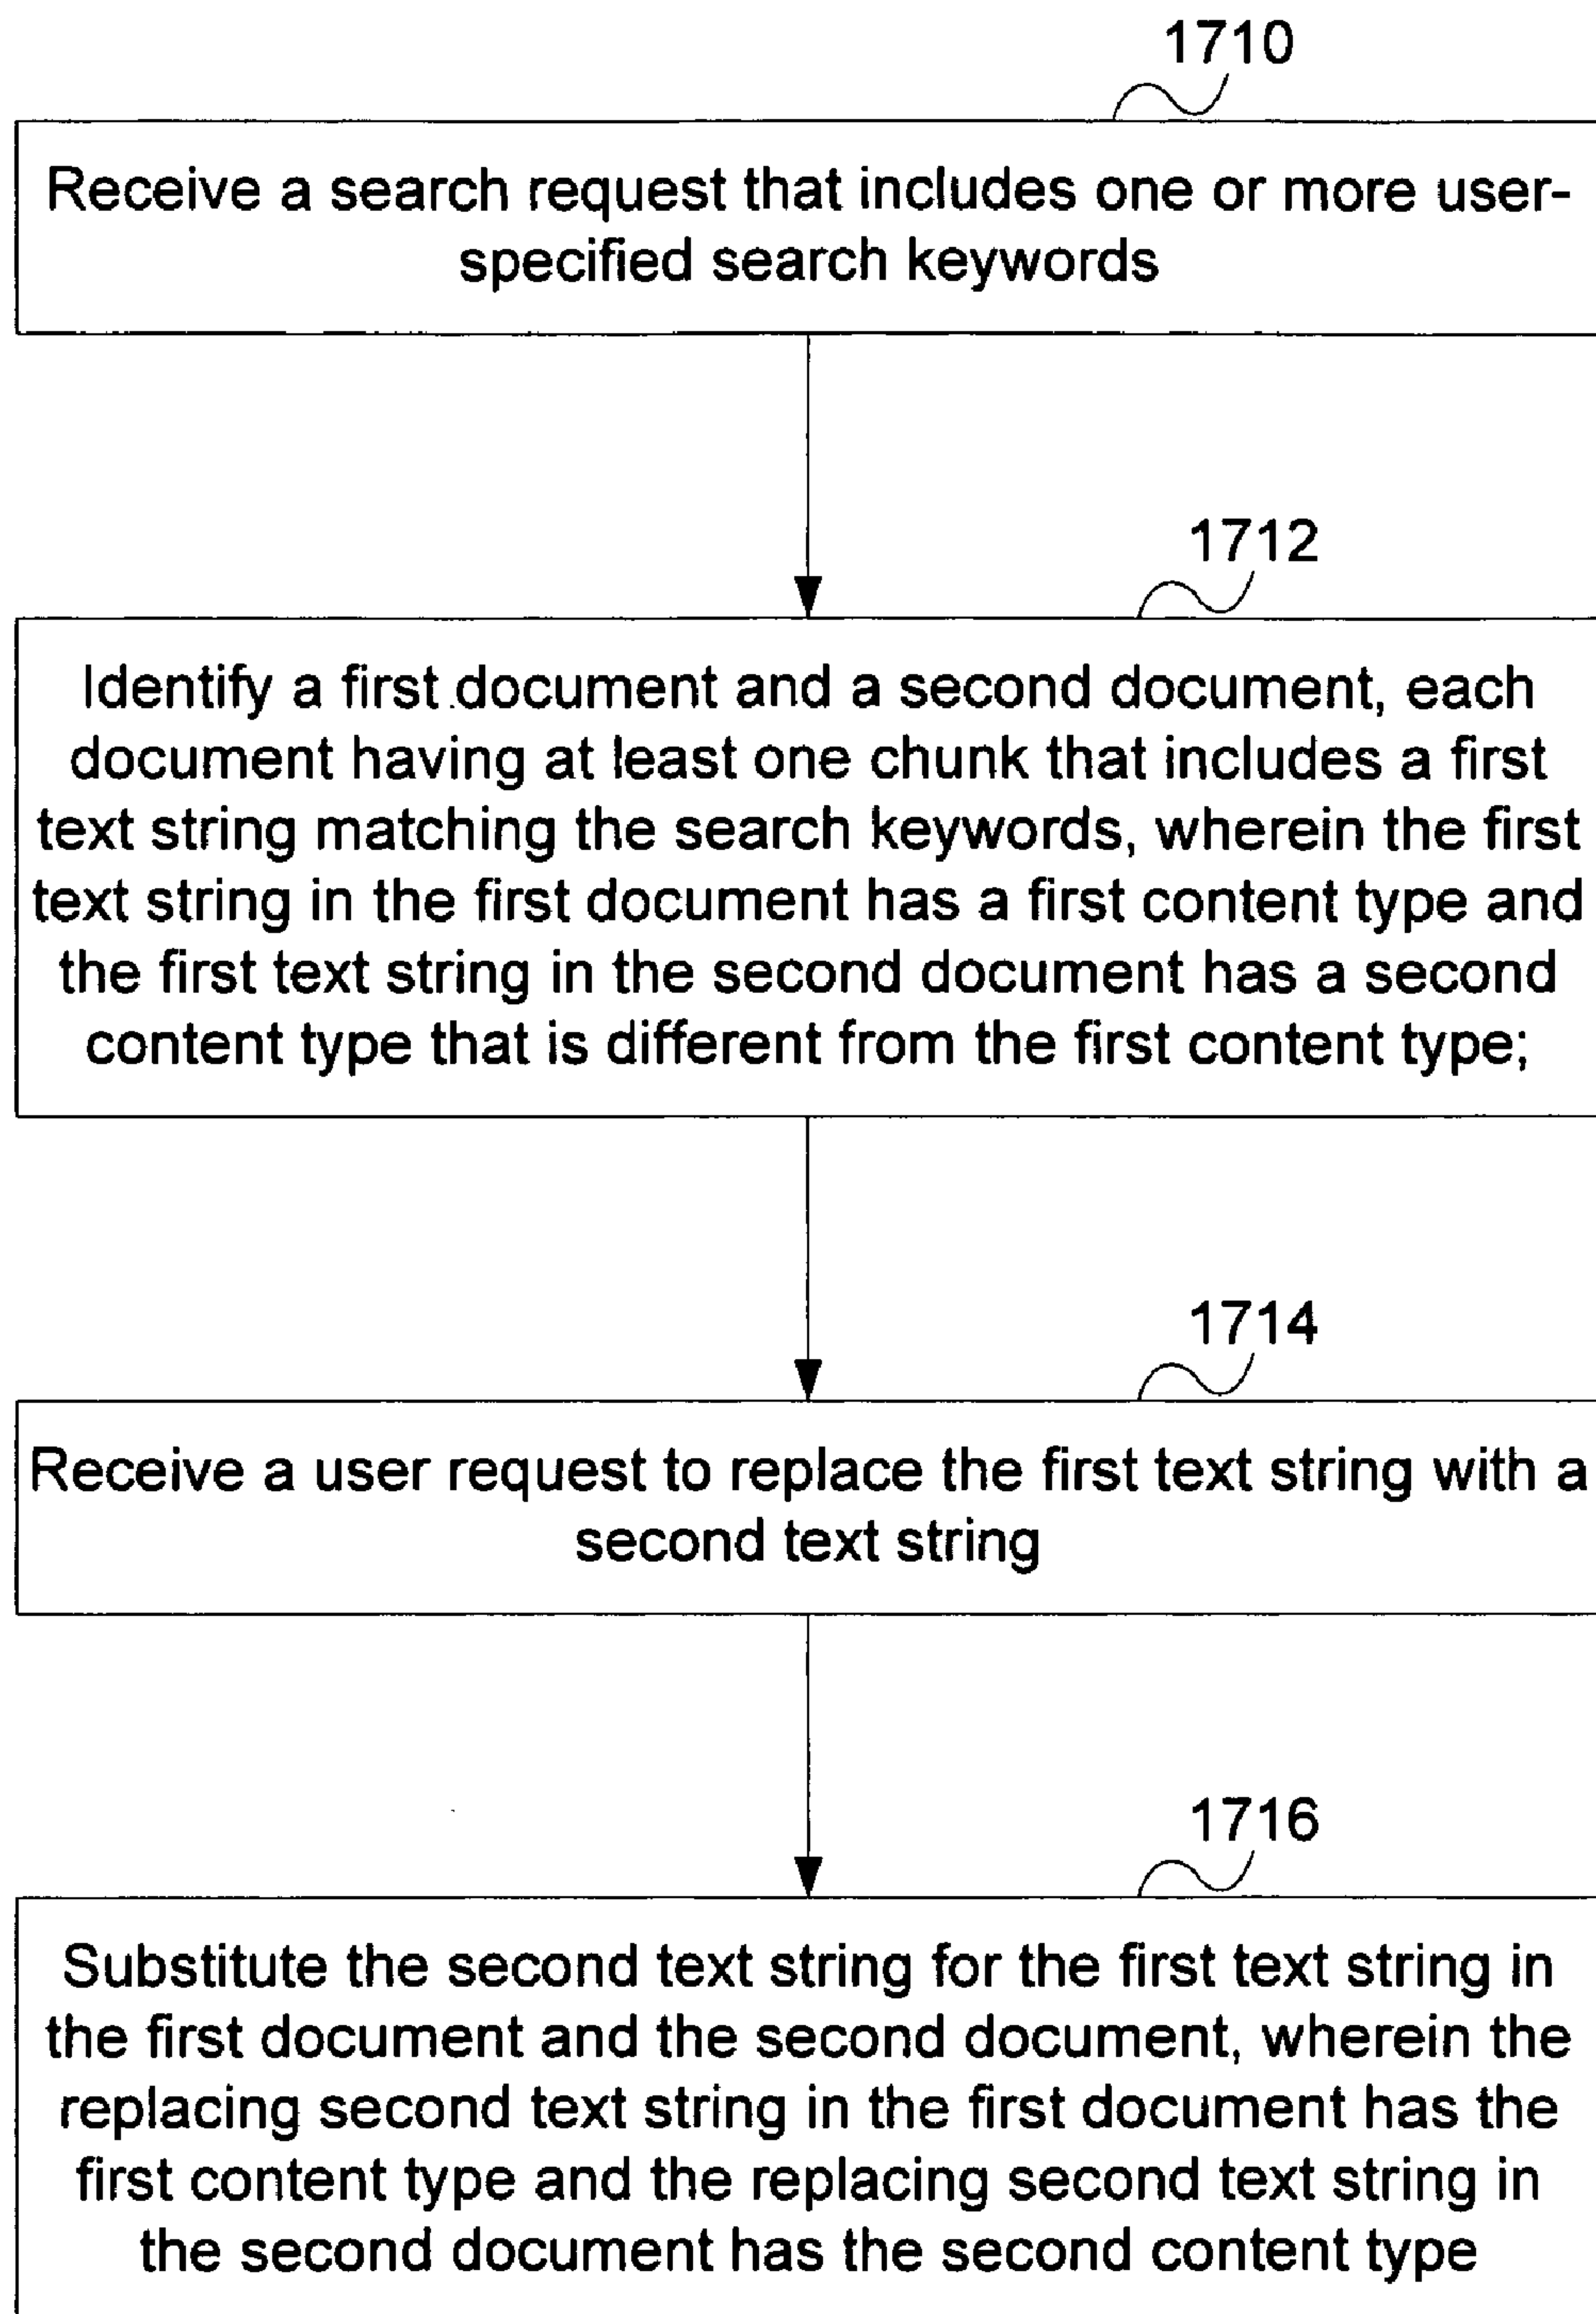 1710
Receive a search request that includes one or more user-
specified search keywords
1712
Identify a first document and a second document, each
document having at least one chunk that includes a first
text string matching the search keywords, wherein the first
text string in the first document has a first content type and
the first text string in the second document has a second
content type that is different from the first content type;
1714
Receive a user request to replace the first text string with a
second text string
1716
Substitute the second text string for the first text string in
the first document and the second document, wherein the
replacing second text string in the first document has the
first content type and the replacing second text string in
the second document has the second content type